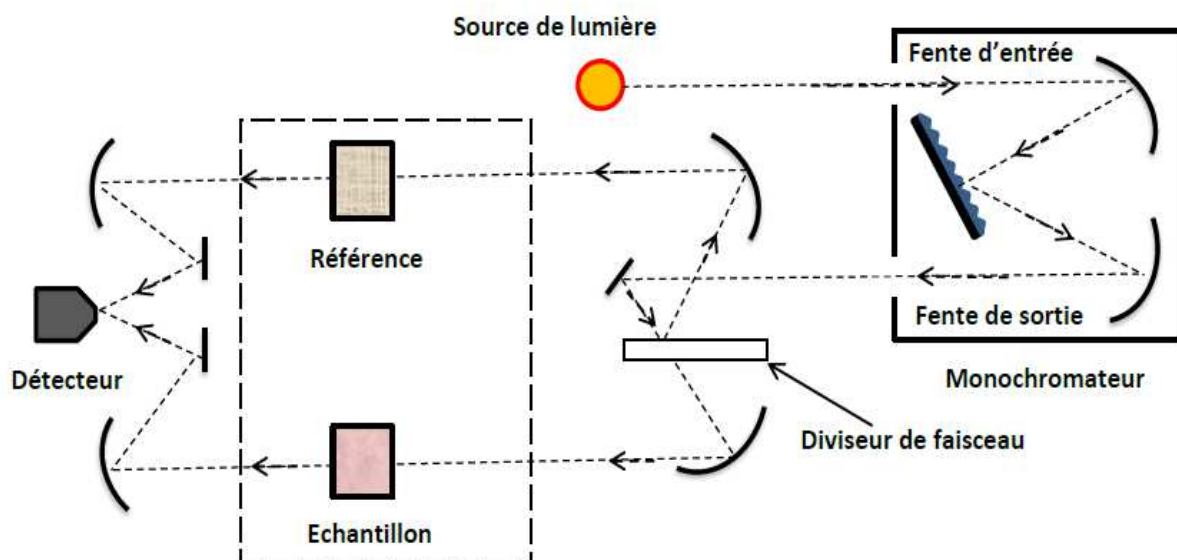 Source de lumière
Fente d'entrée
Référence
Fente de sortie
Détecteur
Monochromateur
Diviseur de faisceau
Echantillon